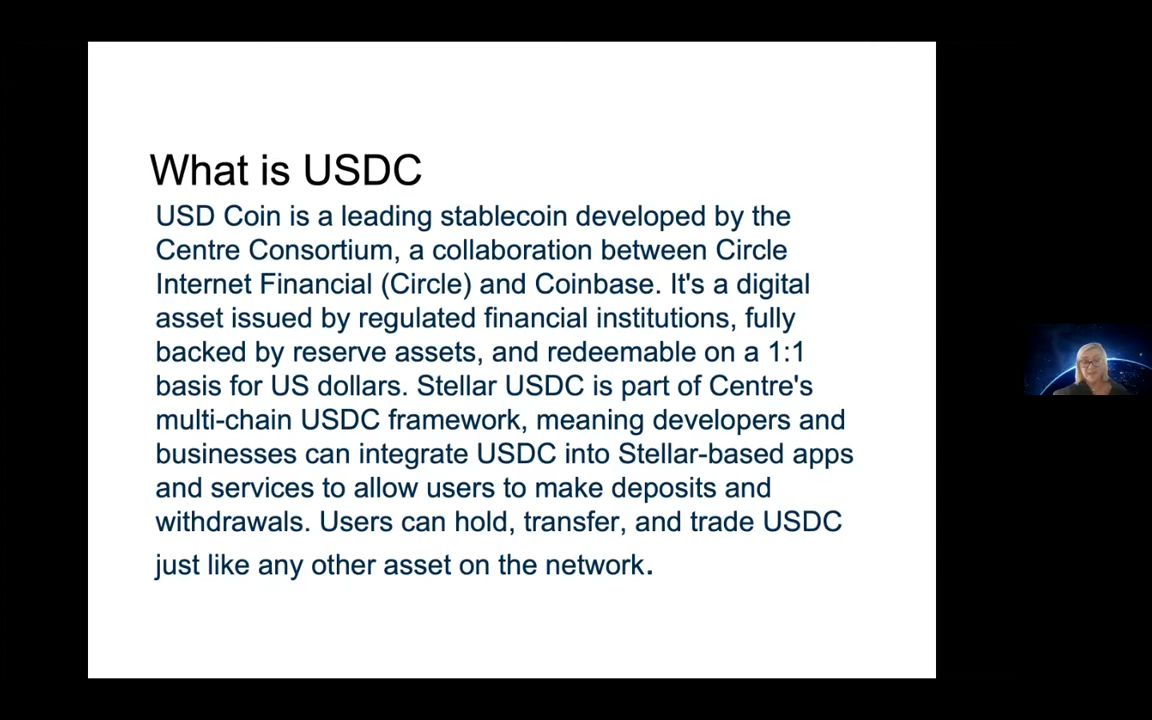 What is USDC
USD Coin is a leading stablecoin developed by the
Centre Consortium, a collaboration between Circle
Internet Financial (Circle) and Coinbase. It's a digital
asset issued by regulated financial institutions, fully
backed by reserve assets, and redeemable on a 1:1
basis for US dollars. Stellar USDC is part of Centre's
multi-chain USDC framework, meaning developers and
businesses can integrate USDC into Stellar-based apps
and services to allow users to make deposits and
withdrawals. Users can hold, transfer, and trade USDC
just like any other asset on the network.